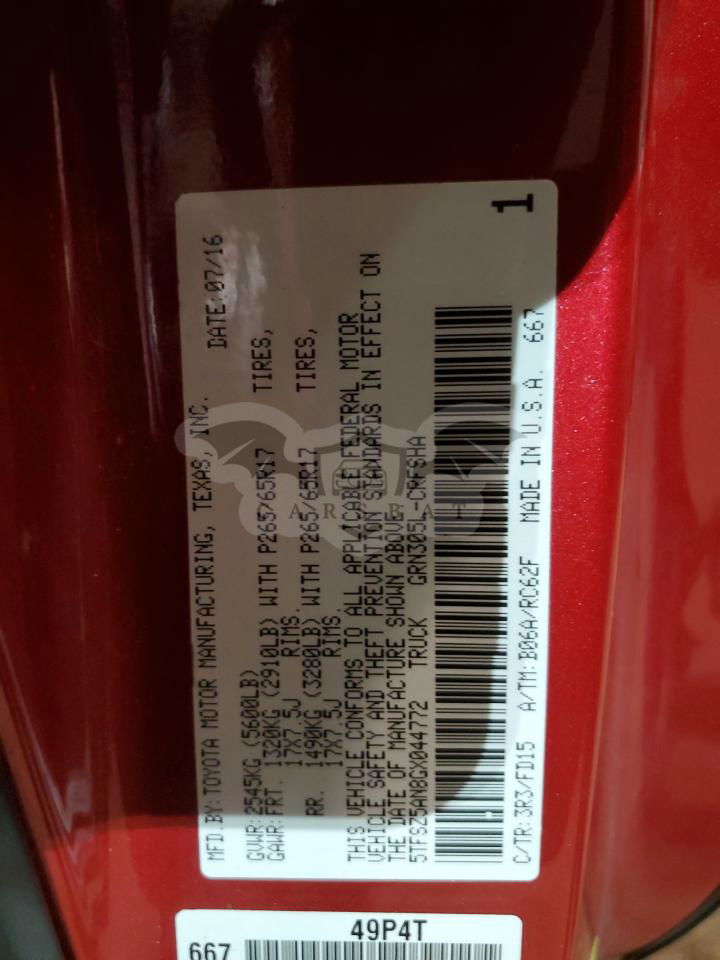 MFD.BY:TOYOTA MOTOR MANUFACTURING, TEXAS, INC. DATE:07/16
GVWR:2545KG (5600LB)
GAWR:FRT. 1320KG (2910LB) WITH P265/65R17 TIRES,
17X7.5J RIMS.
RR. 1490KG (3280LB) WITH P265/65R17 TIRES,
17X7.5J RIMS.
THIS VEHICLE CONFORMS TO ALL APPLICABLE FEDERAL MOTOR
VEHICLE SAFETY AND THEFT PREVENTION STANDARDS IN EFFECT ON
THE DATE OF MANUFACTURE SHOWN ABOVE.
5TFSZ5AN8GX044772 TRUCK GRN305L-CRFSHA
C/TR:3R3/FD15 A/TM:B06A/RC62F MADE IN U.S.A. 667
1
49P4T
667